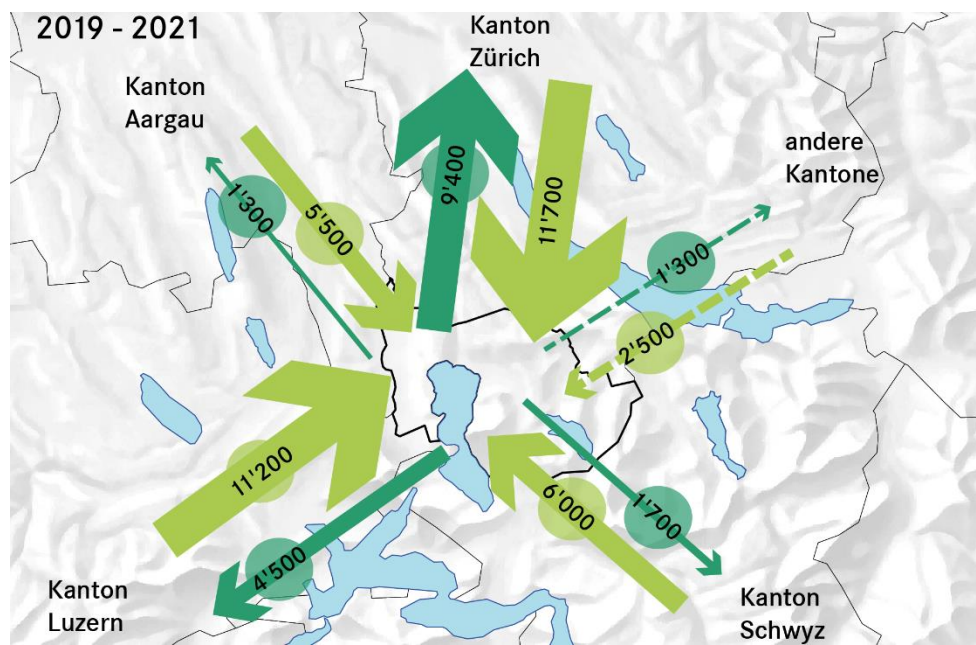 2019 - 2021
Kanton
Zürich
Kanton
Aargau
andere
Kantone
1'300
5'500
9'400
11'700
1'300
2'500
11'200
4'500
6'000
1'700
Kanton
Luzern
Kanton
Schwyz